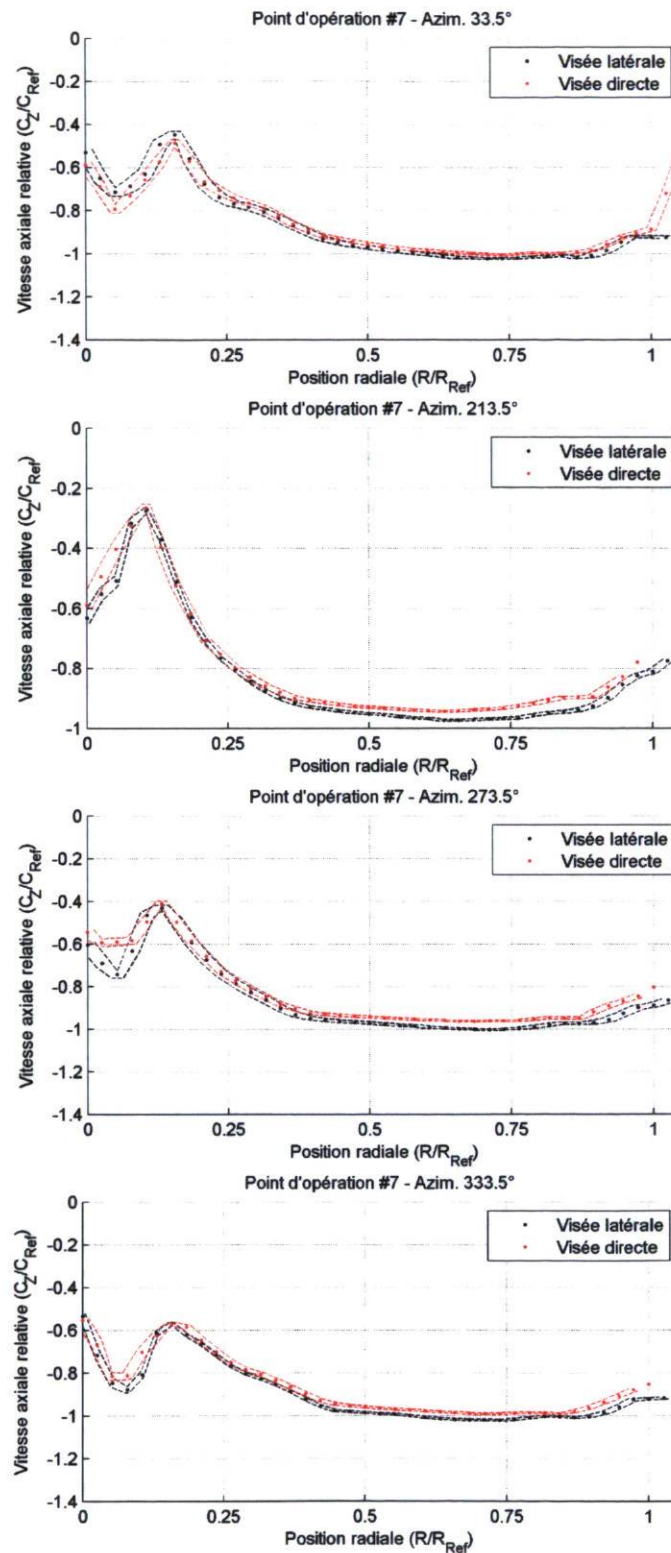 Point d'opération #7 - Azim. 33.5°
Visée latérale
Visée directe
Vitesse axiale relative (C_Z/C_Ref)
0
-0.2
-0.4
-0.6
-0.8
-1
-1.2
-1.4
0 0.25 0.5 0.75 1
Position radiale (R/R_Ref)
Point d'opération #7 - Azim. 213.5°
Visée latérale
Visée directe
Vitesse axiale relative (C_Z/C_Ref)
0
-0.2
-0.4
-0.6
-0.8
-1
0 0.25 0.5 0.75 1
Position radiale (R/R_Ref)
Point d'opération #7 - Azim. 273.5°
Visée latérale
Visée directe
Vitesse axiale relative (C_Z/C_Ref)
0
-0.2
-0.4
-0.6
-0.8
-1
-1.2
-1.4
0 0.25 0.5 0.75 1
Position radiale (R/R_Ref)
Point d'opération #7 - Azim. 333.5°
Visée latérale
Visée directe
Vitesse axiale relative (C_Z/C_Ref)
0
-0.2
-0.4
-0.6
-0.8
-1
-1.2
-1.4
0 0.25 0.5 0.75 1
Position radiale (R/R_Ref)